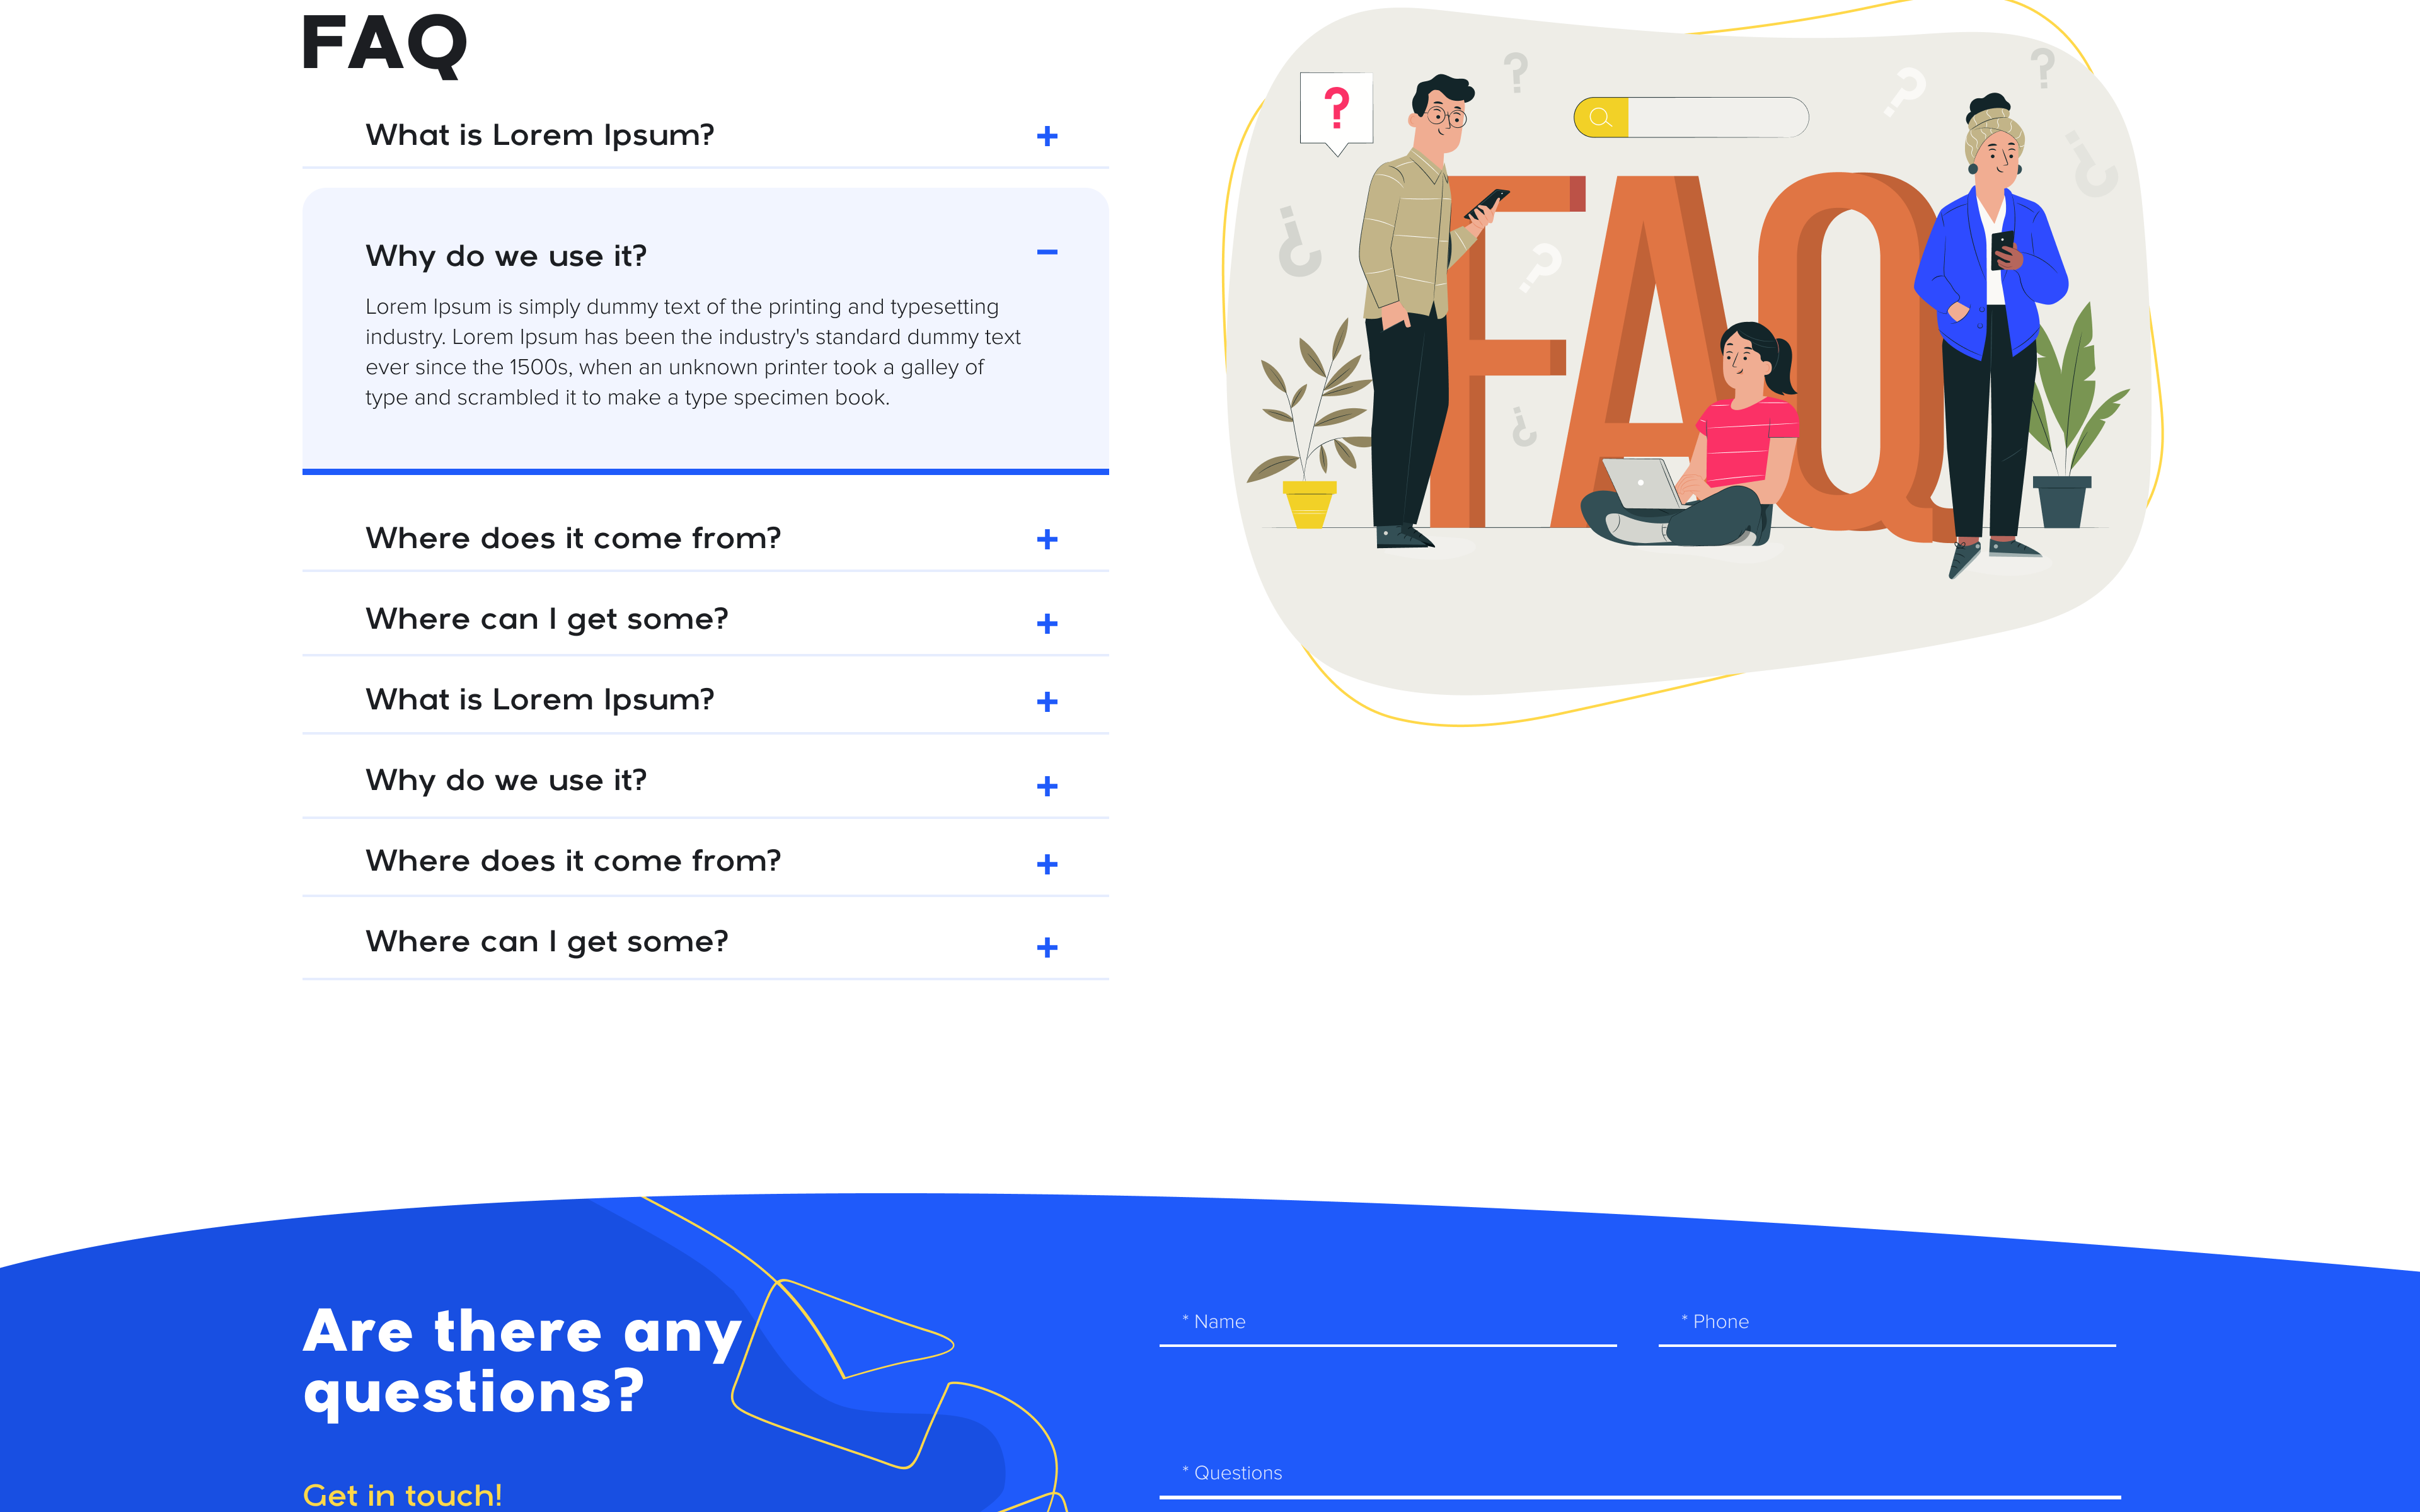 FAQ
What is Lorem Ipsum?
Why do we use it?
Lorem Ipsum is simply dummy text of the printing and typesetting
industry. Lorem Ipsum has been the industry's standard dummy text
ever since the 1500s, when an unknown printer took a galley of
type and scrambled it to make a type specimen book.
Where does it come from?
Where can I get some?
What is Lorem Ipsum?
Why do we use it?
Where does it come from?
Where can I get some?
?
FAQ
Are there any
questions?
Get in touch!
* Name
* Phone
* Questions